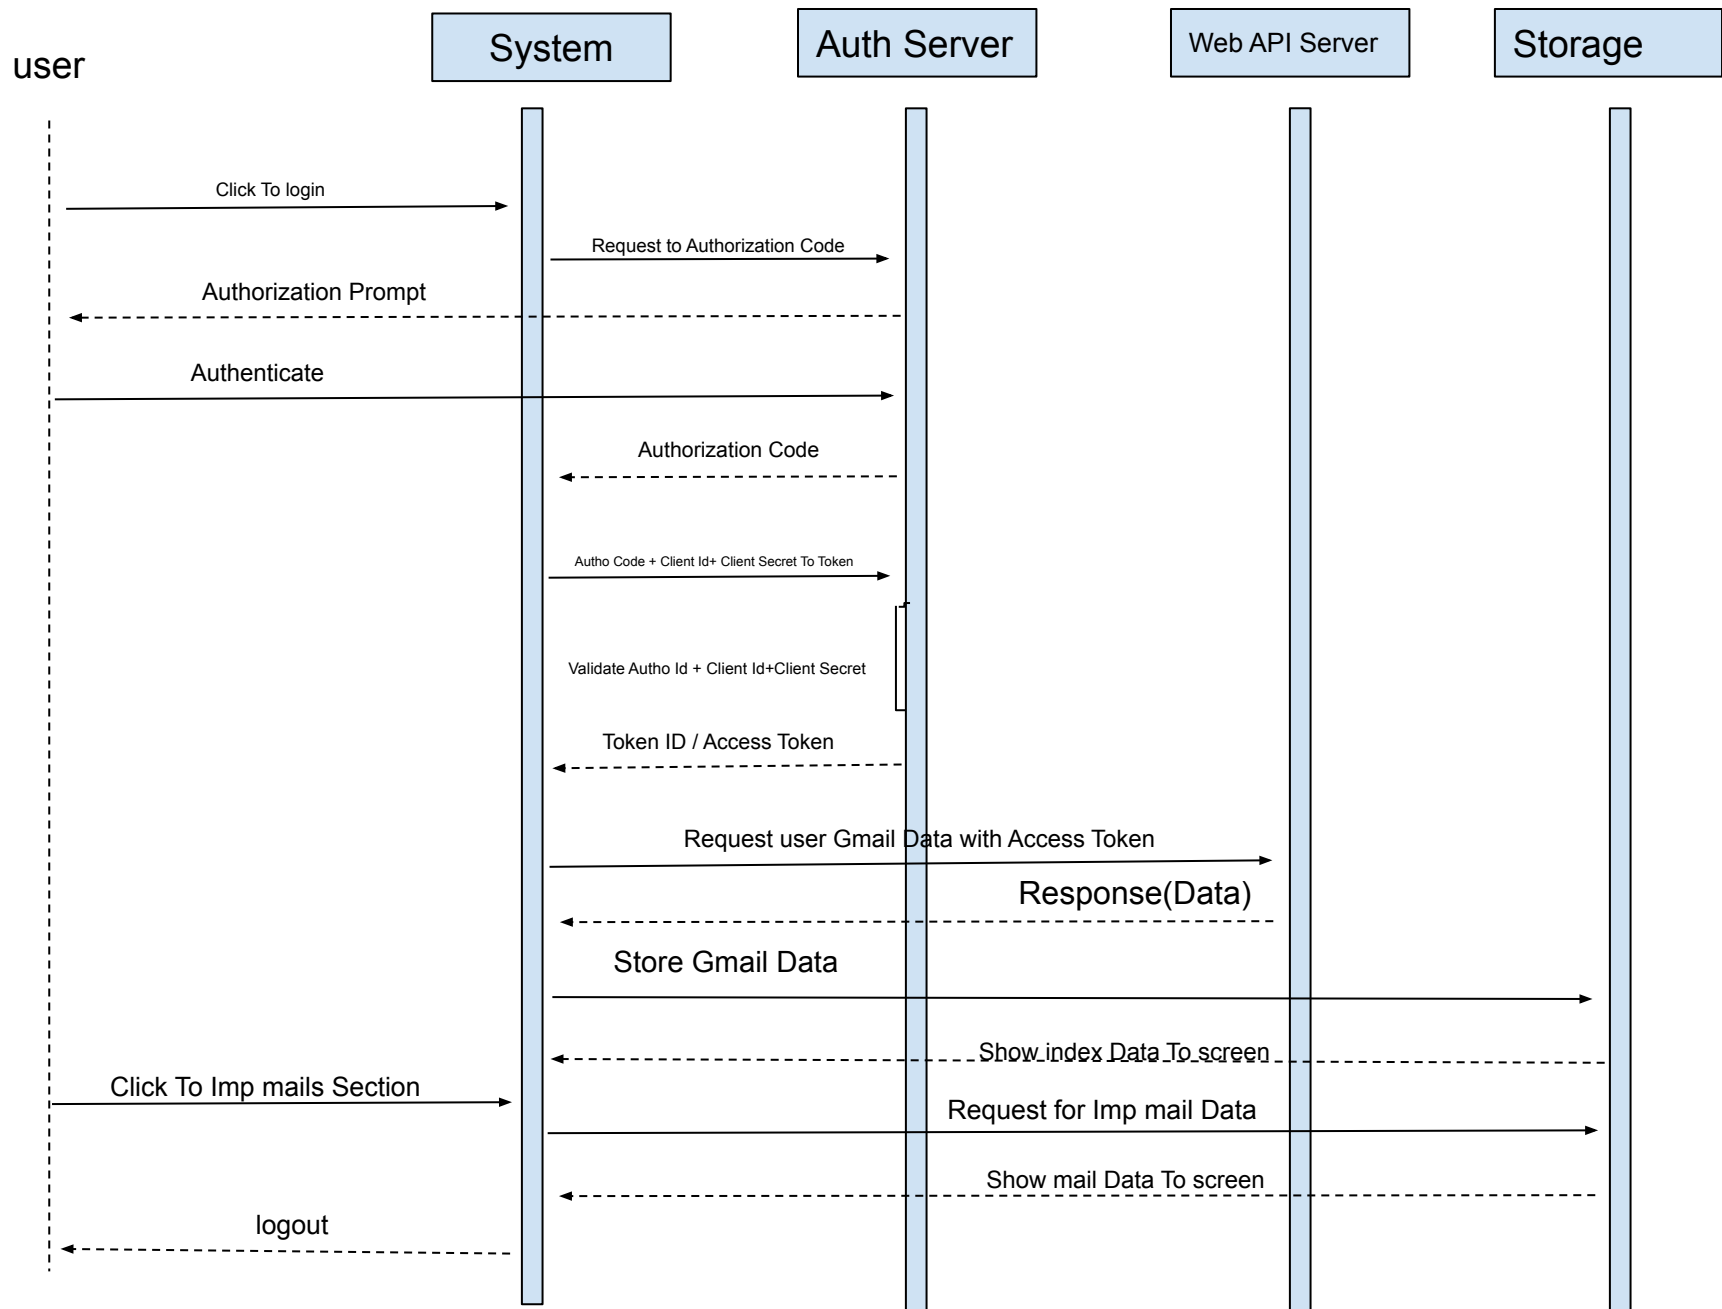 user
System
Auth Server
Web API Server
Storage
Click To login
Request to Authorization Code
Authorization Prompt
Authenticate
Authorization Code
Autho Code + Client Id+ Client Secret To Token
Validate Autho Id + Client Id+Client Secret
Token ID / Access Token
Request user Gmail Data with Access Token
Response(Data)
Store Gmail Data
Show index Data To screen
Click To Imp mails Section
Request for Imp mail Data
Show mail Data To screen
logout